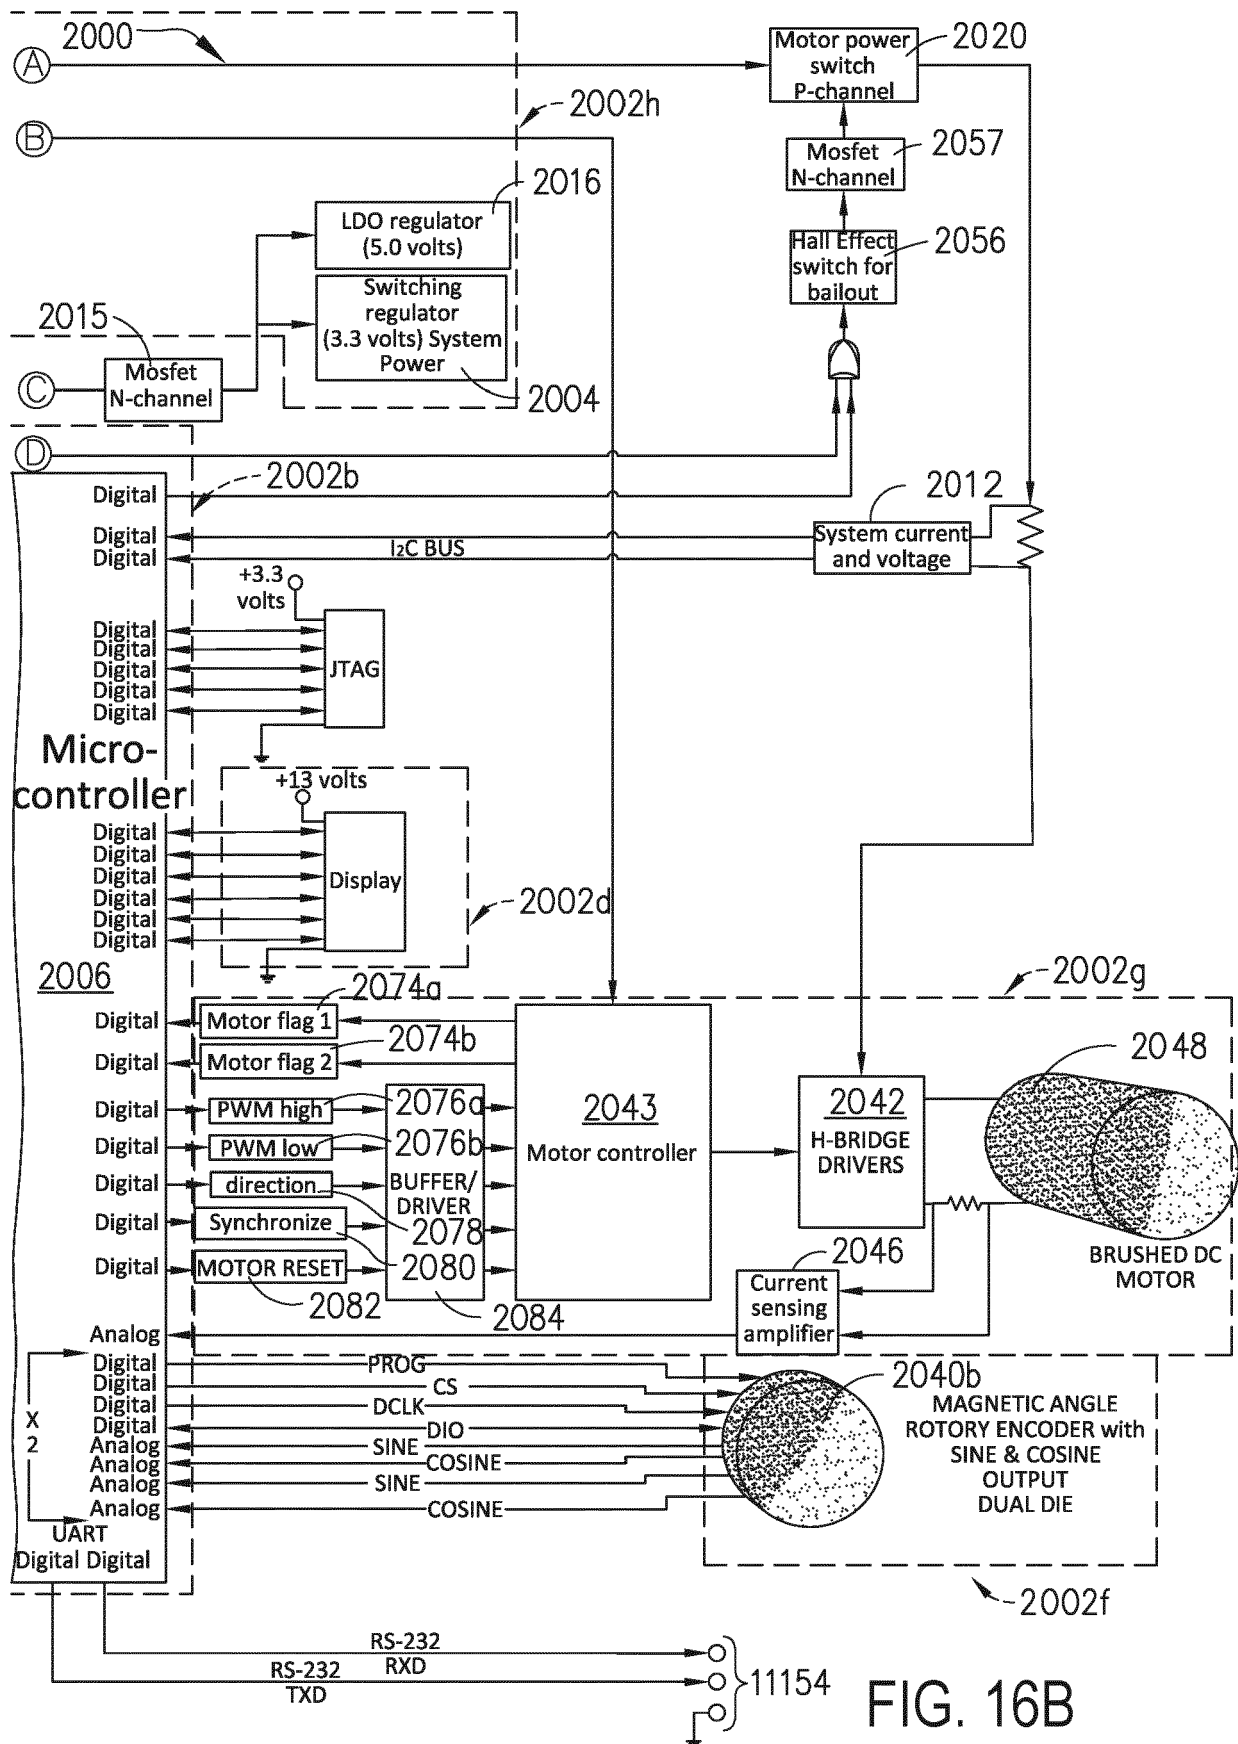 2000
A
Motor power
switch
P-channel
2020
2002h
B
Mosfet
N-channel
2057
2016
LDO regulator
(5.0 volts)
Hall Effect
switch for
bailout
2056
Switching
regulator
(3.3 volts) System
Power
2004
2015
Mosfet
N-channel
C
D
2002b
Digital
2012
System current
and voltage
Digital
Digital
I2C BUS
+3.3
volts
Digital
Digital
Digital
Digital
Digital
JTAG
Micro-
controller
+13 volts
Digital
Digital
Digital
Digital
Digital
Digital
Display
2002d
2006
2002g
2074a
Digital
Motor flag 1
2074b
Digital
Motor flag 2
2048
Digital
PWM high
2076a
Digital
PWM low
2076b
Digital
direction
2078
BUFFER/
DRIVER
Digital
Synchronize
2080
Digital
MOTOR RESET
2082
2084
2043
Motor controller
2042
H-BRIDGE
DRIVERS
2046
Current
sensing
amplifier
BRUSHED DC
MOTOR
Analog
Digital
PROG
Digital
CS
Digital
DCLK
Digital
DIO
Analog
SINE
Analog
COSINE
Analog
SINE
Analog
COSINE
X
2
2040b
MAGNETIC ANGLE
ROTORY ENCODER with
SINE & COSINE
OUTPUT
DUAL DIE
UART
Digital Digital
2002f
RS-232
RXD
RS-232
TXD
11154
FIG. 16B